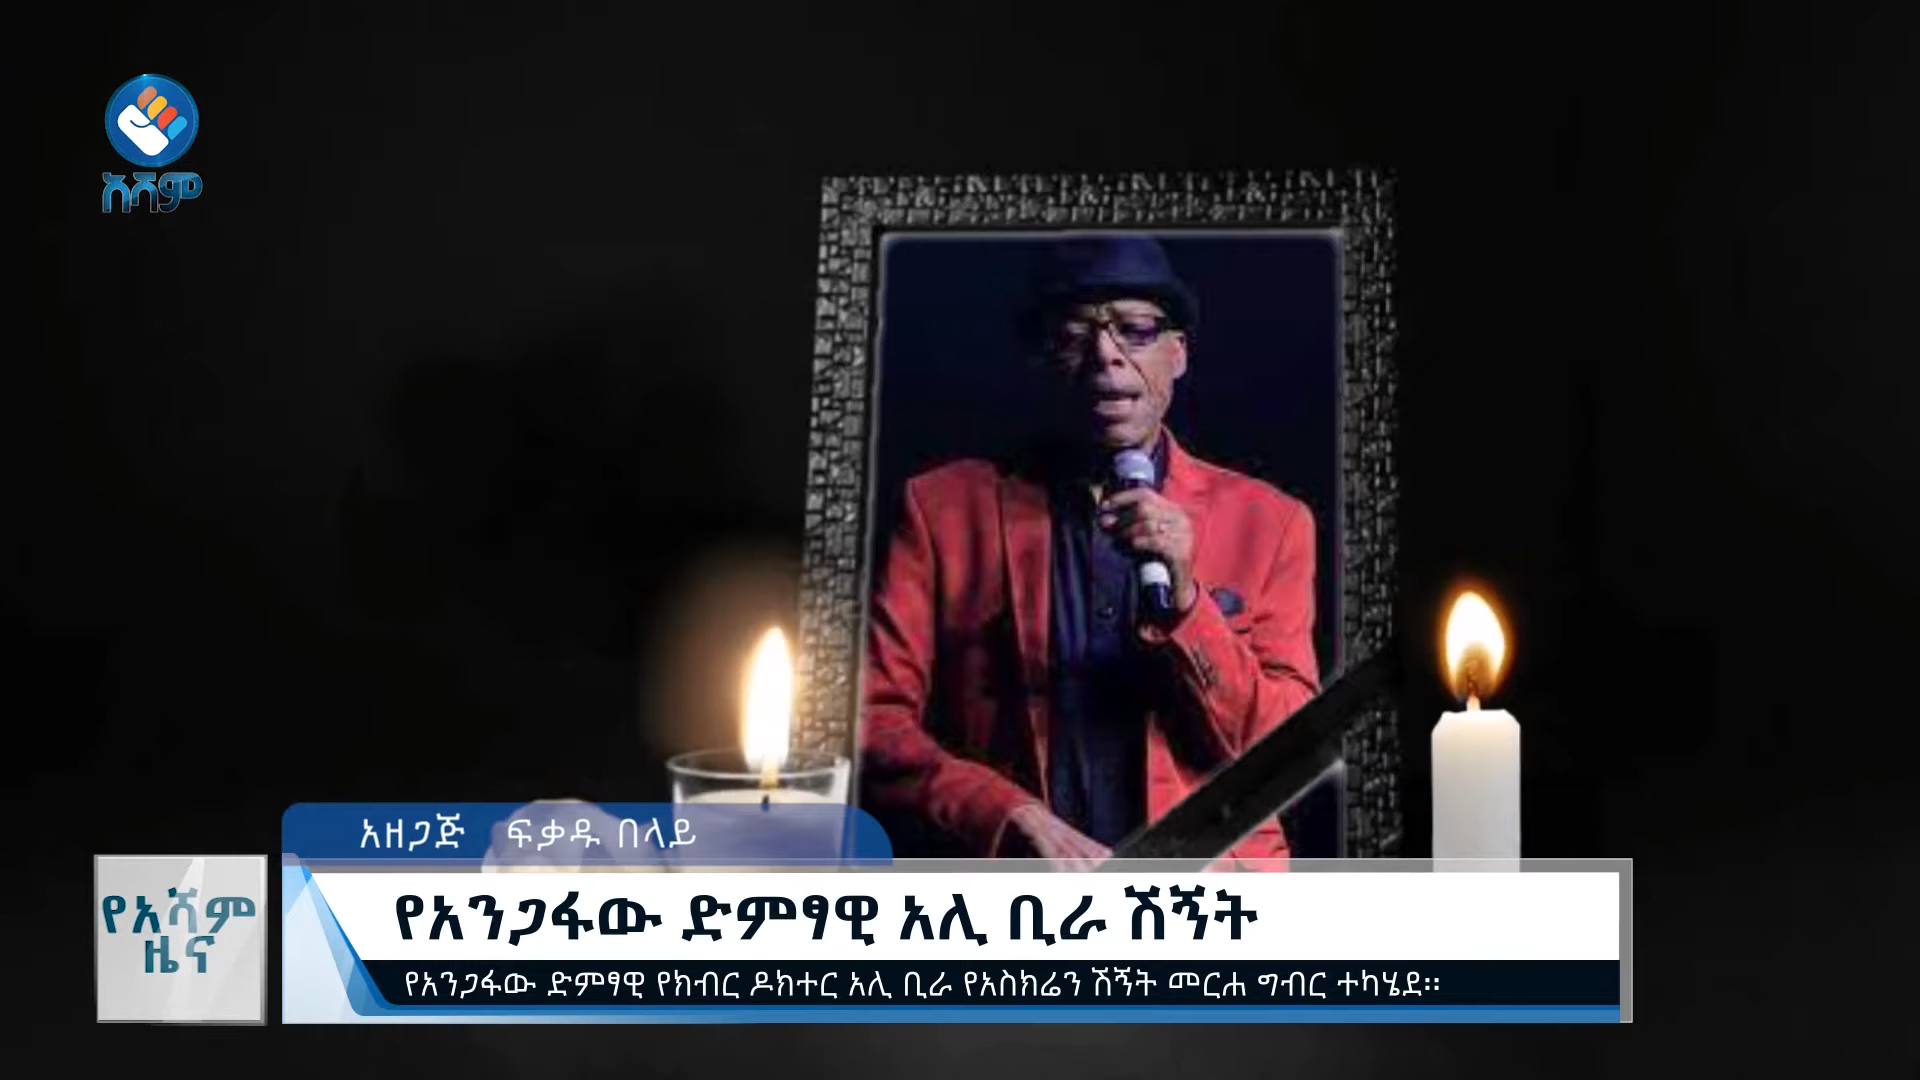 አሻም
አዘጋጅ ፍቃዱ በላይ
የአንጋፋው ድምፃዊ አሊ ቢራ ሽኝት
የአንጋፋው ድምፃዊ የክብር ዶክተር አሊ ቢራ የአስክሬን ሽኝት መርሐ ግብር ተካሄደ፡፡
የአሻም
ዜና